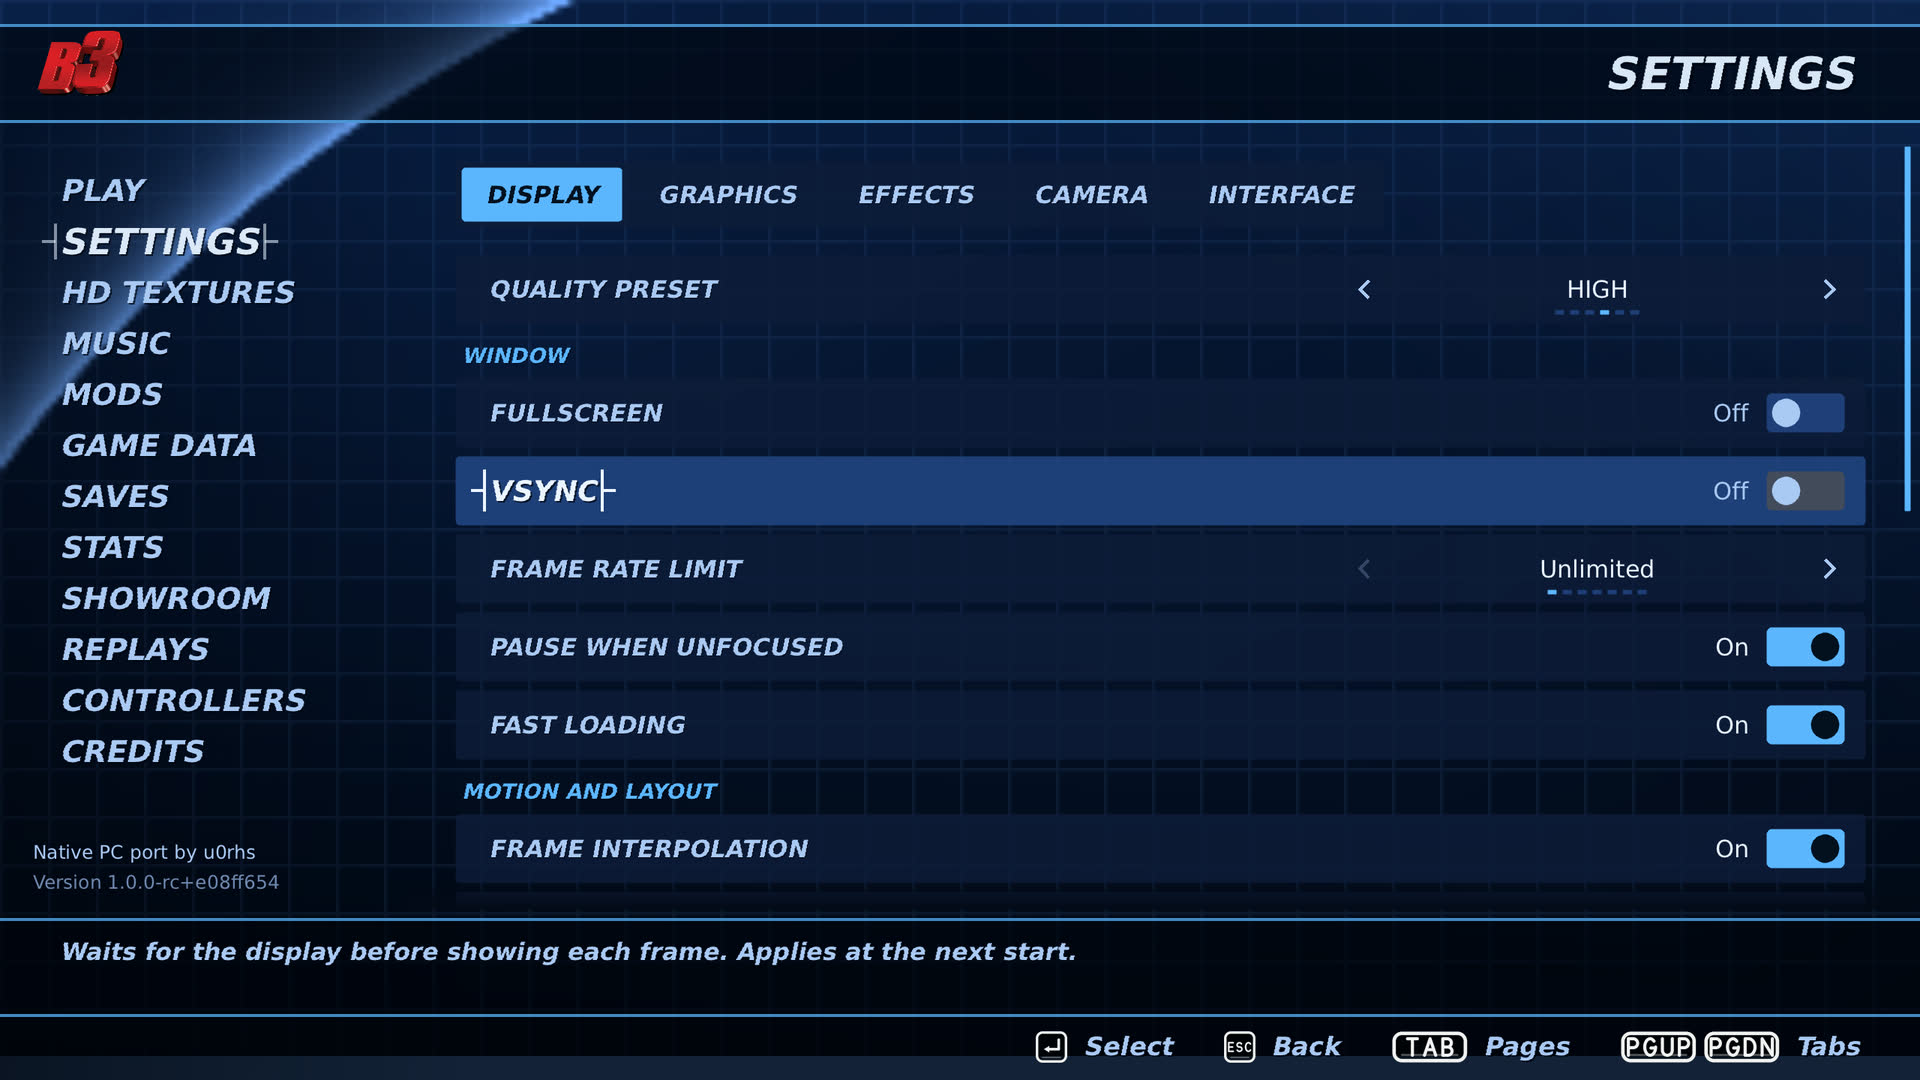 B3
SETTINGS
PLAY
SETTINGS
HD TEXTURES
MUSIC
MODS
GAME DATA
SAVES
STATS
SHOWROOM
REPLAYS
CONTROLLERS
CREDITS
Native PC port by u0rhs
Version 1.0.0-rc+e08ff654
DISPLAY GRAPHICS EFFECTS CAMERA INTERFACE
QUALITY PRESET HIGH
WINDOW
FULLSCREEN Off
VSYNC Off
FRAME RATE LIMIT Unlimited
PAUSE WHEN UNFOCUSED On
FAST LOADING On
MOTION AND LAYOUT
FRAME INTERPOLATION On
Waits for the display before showing each frame. Applies at the next start.
Select ESC Back TAB Pages PGUP PGDN Tabs